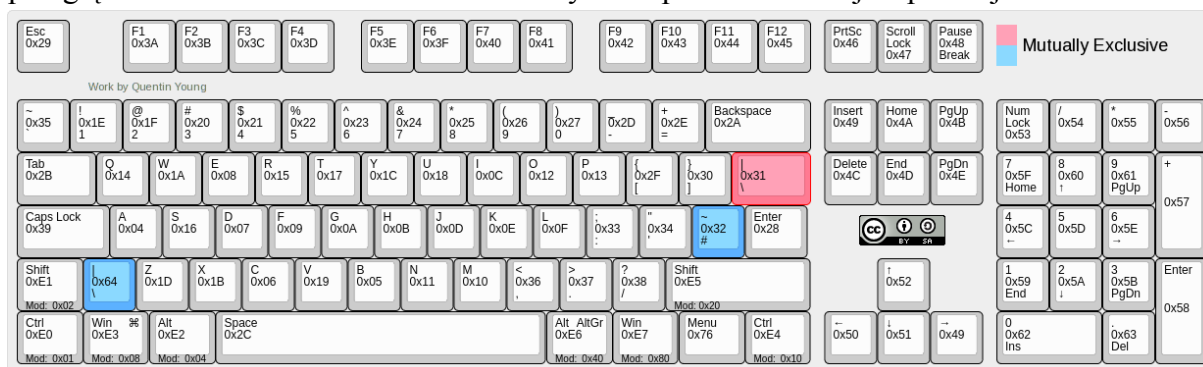 Esc
0x29
F1
0x3A
F2
0x3B
F3
0x3C
F4
0x3D
F5
0x3E
F6
0x3F
F7
0x40
F8
0x41
F9
0x42
F10
0x43
F11
0x44
F12
0x45
PrtSc
0x46
Scroll
Lock
0x47
Pause
0x48
Break
Mutually Exclusive
Work by Quentin Young
~
0x35
`
!
0x1E
1
@
0x1F
2
#
0x20
3
$
0x21
4
%
0x22
5
^
0x23
6
&
0x24
7
*
0x25
8
(
0x26
9
)
0x27
0
_
0x2D
-
+
0x2E
=
Backspace
0x2A
Insert
0x49
Home
0x4A
PgUp
0x4B
Num
Lock
0x53
/
0x54
*
0x55
-
0x56
Tab
0x2B
Q
0x14
W
0x1A
E
0x08
R
0x15
T
0x17
Y
0x1C
U
0x18
I
0x0C
O
0x12
P
0x13
{
0x2F
[
}
0x30
]
|
0x31
\
Delete
0x4C
End
0x4D
PgDn
0x4E
7
0x5F
Home
8
0x60
↑
9
0x61
PgUp
+
0x57
Caps Lock
0x39
A
0x04
S
0x16
D
0x07
F
0x09
G
0x0A
H
0x0B
J
0x0D
K
0x0E
L
0x0F
;
0x33
:
"
0x34
'
~
0x32
#
Enter
0x28
cc
BY SA
4
0x5C
←
5
0x5D
6
0x5E
→
Shift
0xE1
Mod: 0x02
|
0x64
\
Z
0x1D
X
0x1B
C
0x06
V
0x19
B
0x05
N
0x11
M
0x10
<
0x36
,
>
0x37
.
?
0x38
/
Shift
0xE5
Mod: 0x20
↑
0x52
1
0x59
End
2
0x5A
↓
3
0x5B
PgDn
Enter
0x58
Ctrl
0xE0
Mod: 0x01
Win ⌘
0xE3
Mod: 0x08
Alt
0xE2
Mod: 0x04
Space
0x2C
Alt AltGr
0xE6
Mod: 0x40
Win
0xE7
Mod: 0x80
Menu
0x76
Ctrl
0xE4
Mod: 0x10
←
0x50
↓
0x51
→
0x49
0
0x62
Ins
.
0x63
Del